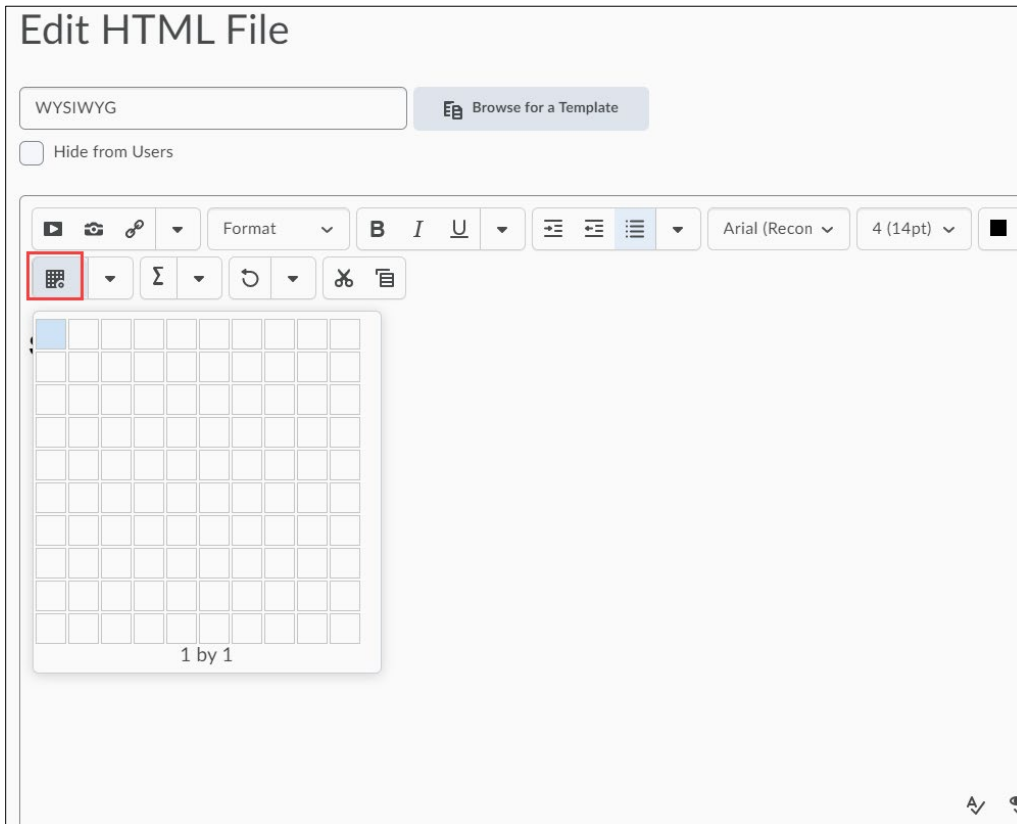 Edit HTML File
WYSIWYG
Browse for a Template
Hide from Users
Format
B I U
Arial (Recon
4 (14pt)
Σ
1 by 1